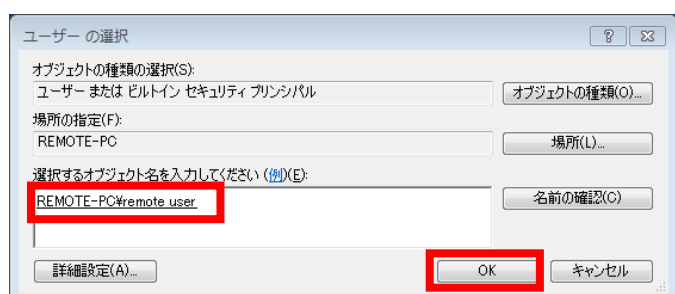 ユーザー の選択
オブジェクトの種類の選択(S):
ユーザー または ビルトイン セキュリティ プリンシパル
オブジェクトの種類(O)...
場所の指定(F):
REMOTE-PC
場所(L)...
選択するオブジェクト名を入力してください (例)(E):
REMOTE-PC¥remote user
名前の確認(C)
詳細設定(A)...
OK
キャンセル